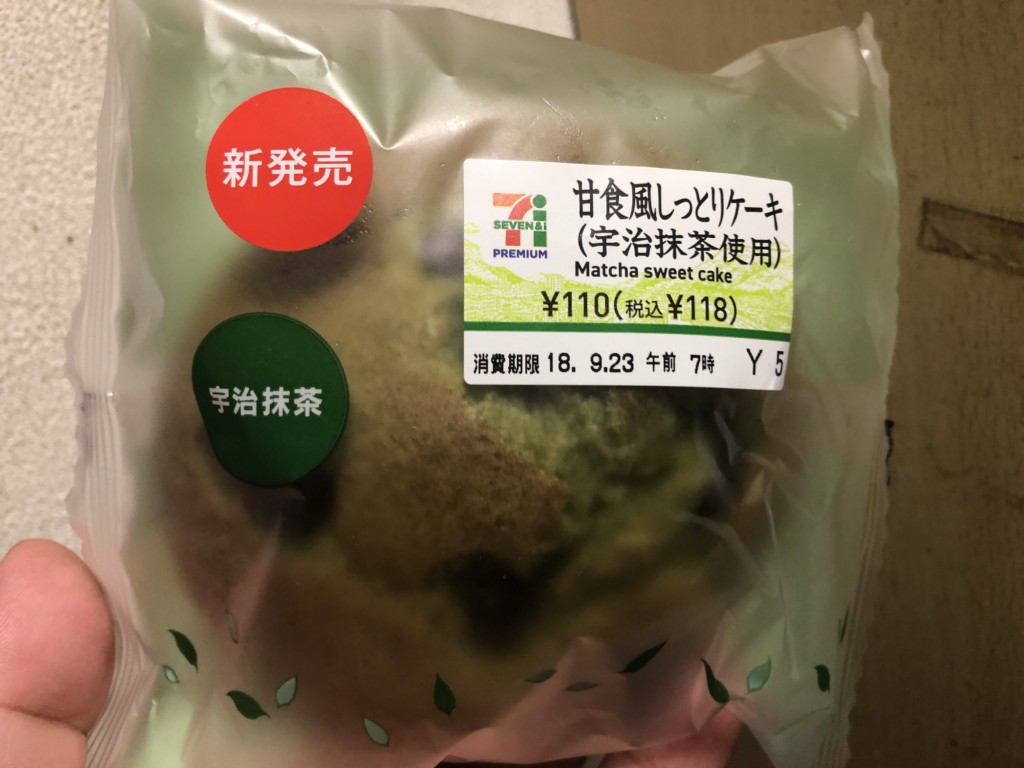 新発売
宇治抹茶
7i
SEVEN&i
PREMIUM
甘食風しっとりケーキ
(宇治抹茶使用)
Matcha sweet cake
¥110(税込¥118)
消費期限 18. 9.23 午前 7時 Y 5